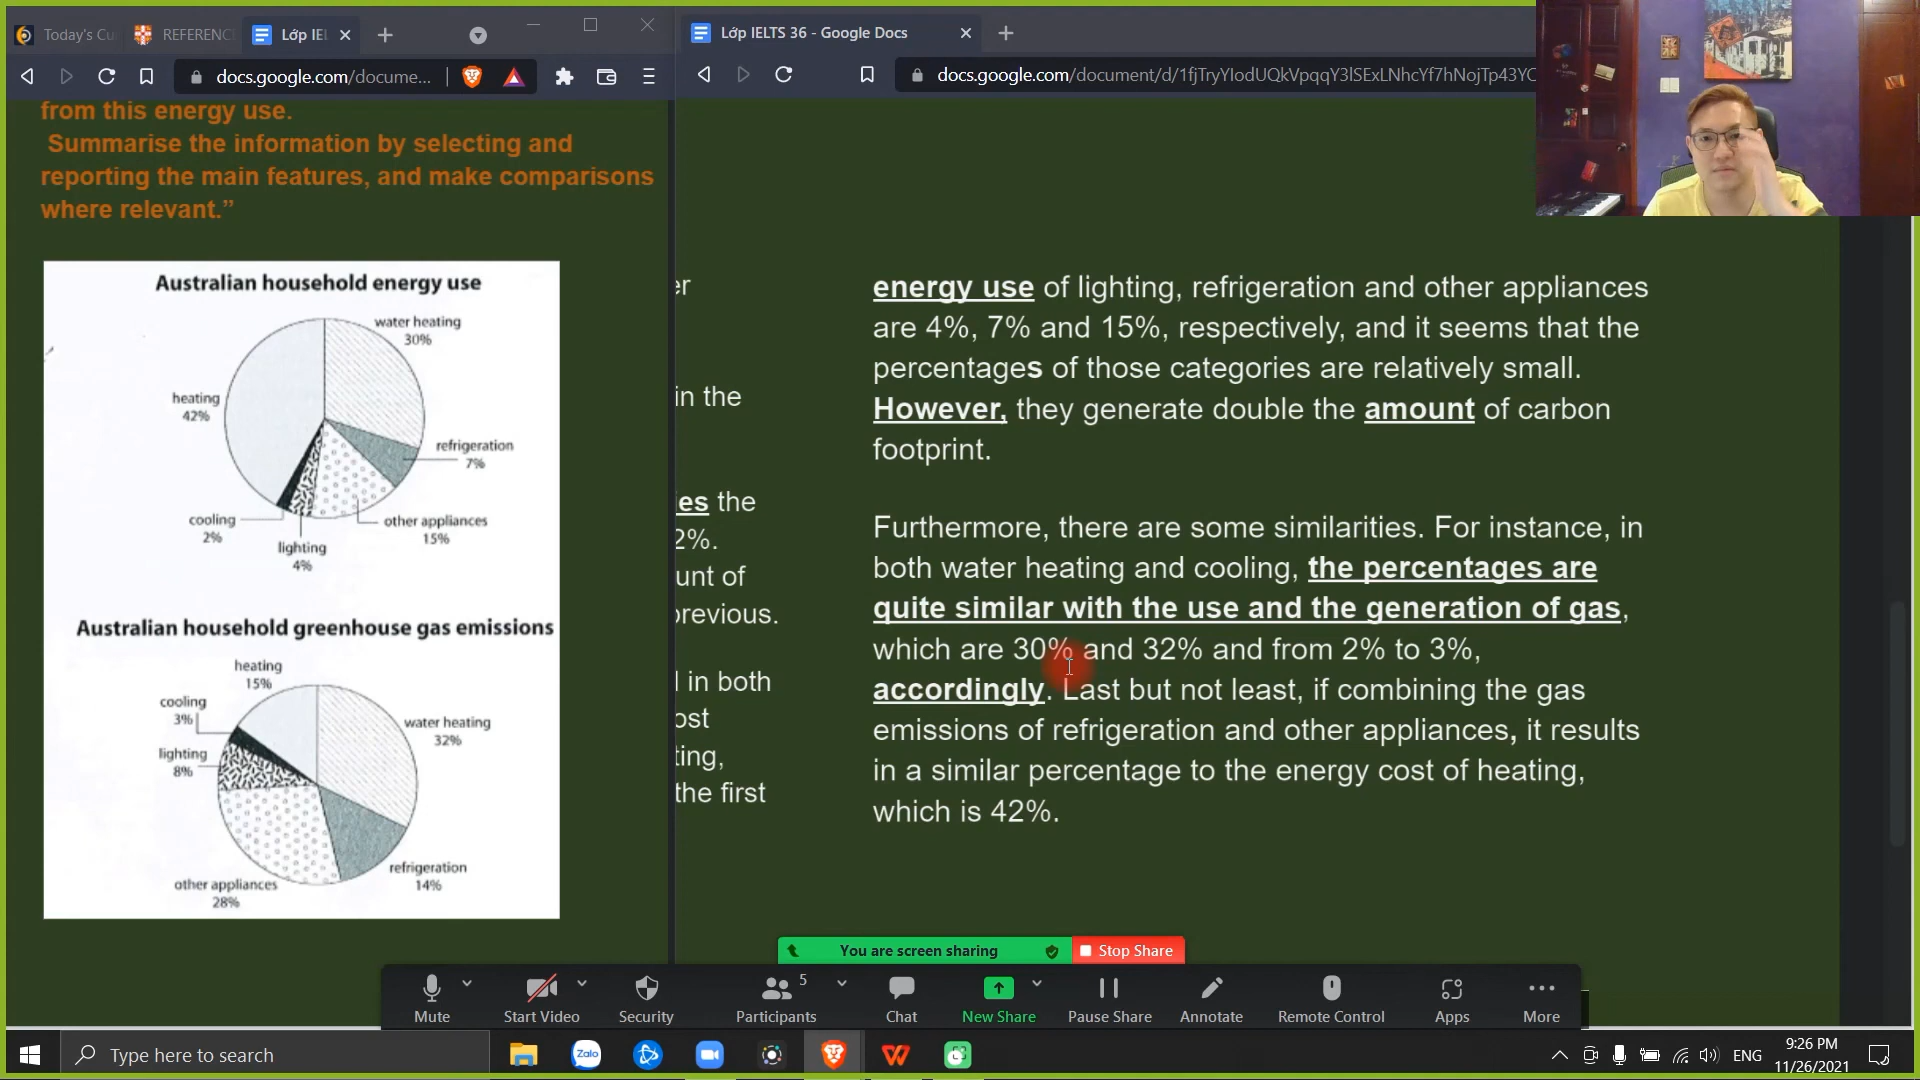 Today's Cu
REFERENC
Lớp IEL
Lớp IELTS 36 - Google Docs
docs.google.com/docume...
docs.google.com/document/d/1fjTryYIodUQkVpqqY3lSExLNhcYf7hNojTp43YC
from this energy use.
Summarise the information by selecting and
reporting the main features, and make comparisons
where relevant.”
Australian household energy use
water heating
30%
heating
42%
refrigeration
7%
cooling
2%
other appliances
15%
lighting
4%
Australian household greenhouse gas emissions
heating
15%
cooling
3%
water heating
32%
lighting
8%
refrigeration
14%
other appliances
28%
er
in the
ies the
2%.
unt of
previous.
l in both
ost
ting,
the first
energy use of lighting, refrigeration and other appliances
are 4%, 7% and 15%, respectively, and it seems that the
percentages of those categories are relatively small.
However, they generate double the amount of carbon
footprint.
Furthermore, there are some similarities. For instance, in
both water heating and cooling, the percentages are
quite similar with the use and the generation of gas,
which are 30% and 32% and from 2% to 3%,
accordingly. Last but not least, if combining the gas
emissions of refrigeration and other appliances, it results
in a similar percentage to the energy cost of heating,
which is 42%.
You are screen sharing
Stop Share
Mute
Start Video
Security
Participants
5
Chat
New Share
Pause Share
Annotate
Remote Control
Apps
More
Type here to search
Zalo
ENG
9:26 PM
11/26/2021